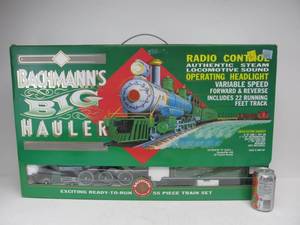 BACHMANN'S
BIG
HAULER
RADIO CONTROL
AUTHENTIC STEAM
LOCOMOTIVE SOUND
OPERATING HEADLIGHT
VARIABLE SPEED
FORWARD & REVERSE
INCLUDES 22 RUNNING
FEET TRACK
EXCITING READY-TO-RUN
55 PIECE TRAIN SET